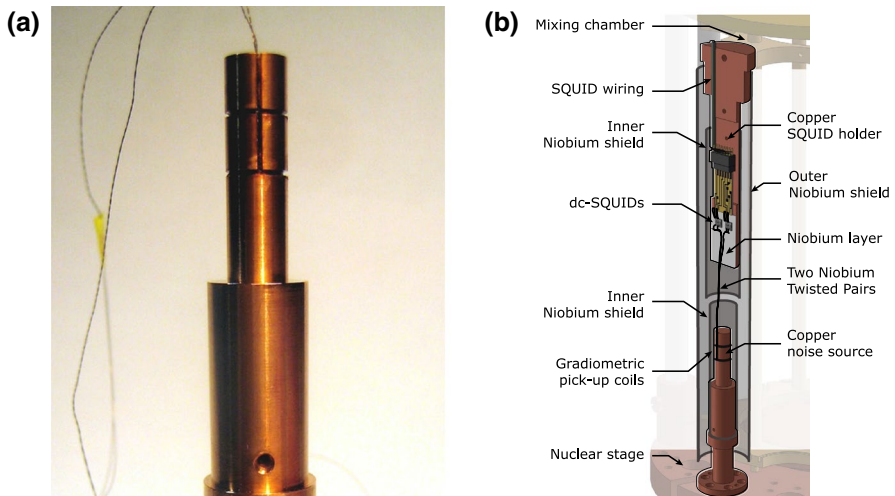 (a)
(b)
Mixing chamber
SQUID wiring
Inner
Niobium shield
dc-SQUIDs
Inner
Niobium shield
Gradiometric
pick-up coils
Nuclear stage
Copper
SQUID holder
Outer
Niobium shield
Niobium layer
Two Niobium
Twisted Pairs
Copper
noise source